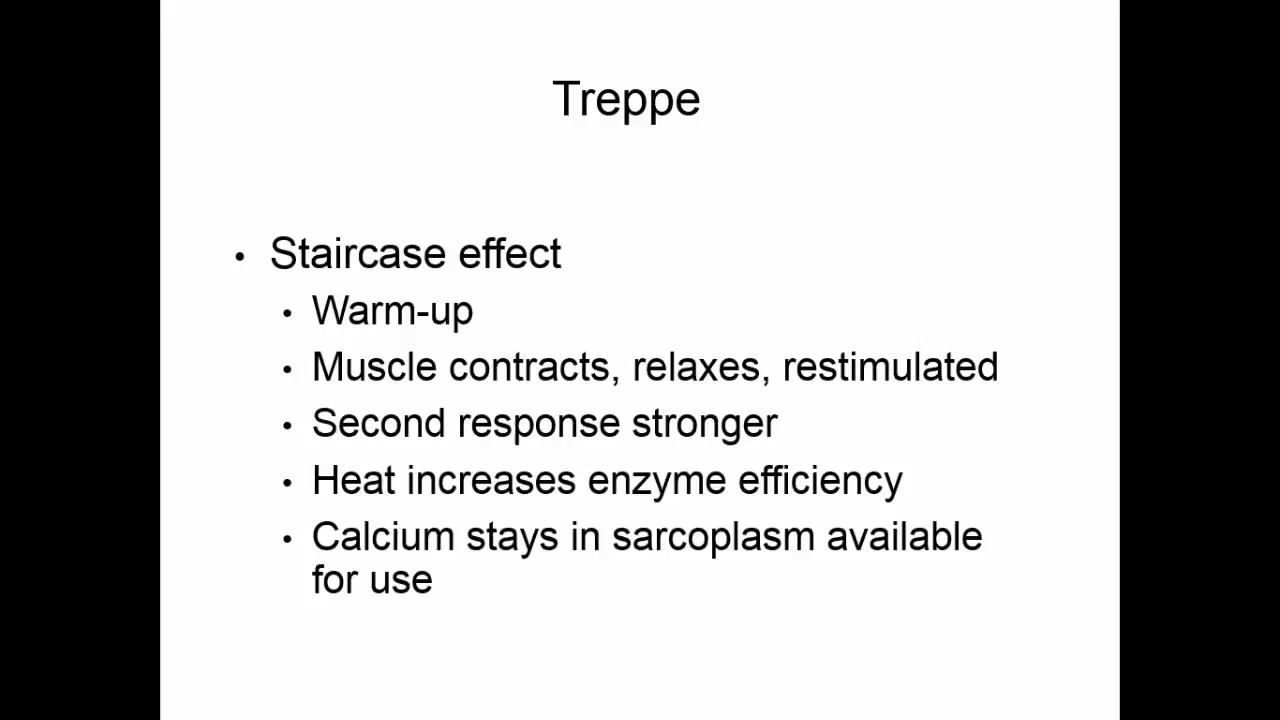 Treppe
• Staircase effect
• Warm-up
• Muscle contracts, relaxes, restimulated
• Second response stronger
• Heat increases enzyme efficiency
• Calcium stays in sarcoplasm available
for use